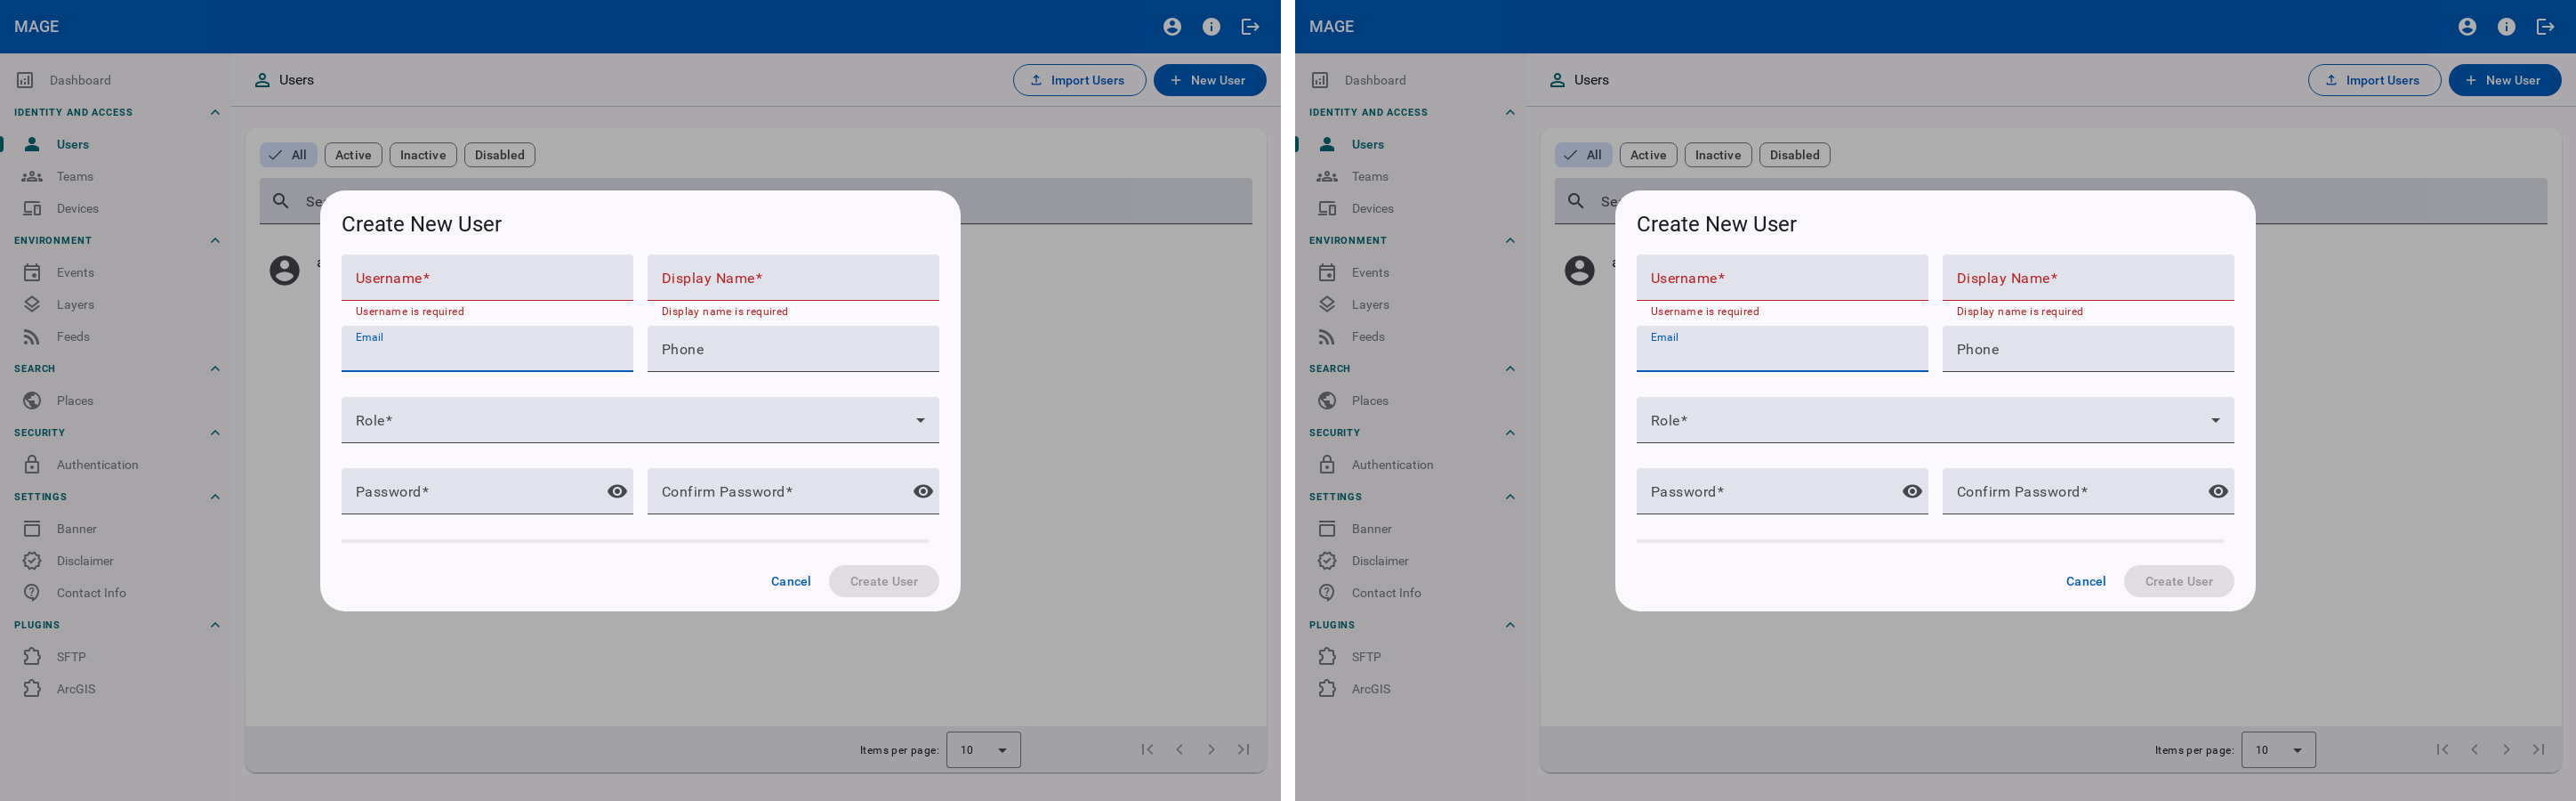 MAGE
Dashboard
Users
Import Users
New User
IDENTITY AND ACCESS
Users
Teams
Devices
ENVIRONMENT
Events
Layers
Feeds
SEARCH
Places
SECURITY
Authentication
SETTINGS
Banner
Disclaimer
Contact Info
PLUGINS
SFTP
ArcGIS
All
Active
Inactive
Disabled
Create New User
Username*
Display Name*
Username is required
Display name is required
Email
Phone
Role*
Password*
Confirm Password*
Cancel
Create User
Items per page:
10
MAGE
Dashboard
Users
Import Users
New User
IDENTITY AND ACCESS
Users
Teams
Devices
ENVIRONMENT
Events
Layers
Feeds
SEARCH
Places
SECURITY
Authentication
SETTINGS
Banner
Disclaimer
Contact Info
PLUGINS
SFTP
ArcGIS
All
Active
Inactive
Disabled
Create New User
Username*
Display Name*
Username is required
Display name is required
Email
Phone
Role*
Password*
Confirm Password*
Cancel
Create User
Items per page:
10